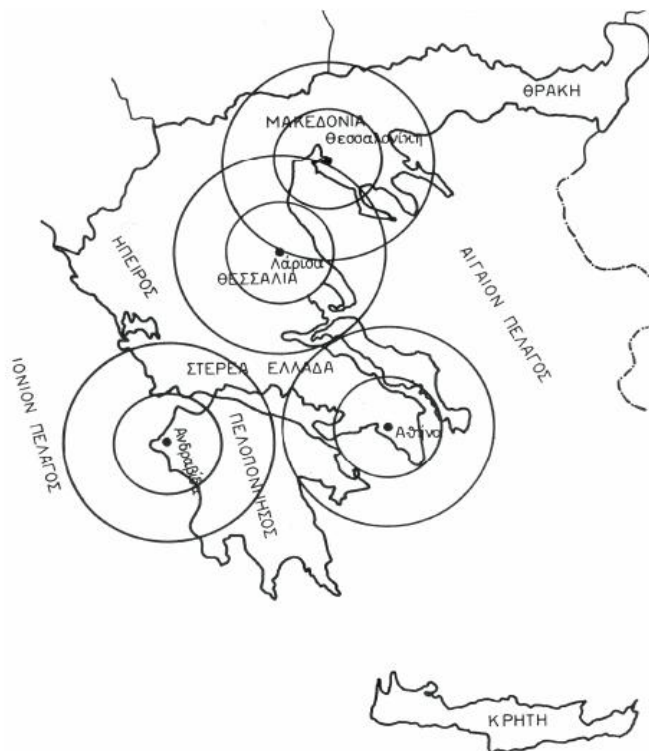 ΘΡΑΚΗ
ΜΑΚΕΔΟΝΙΑ
Θεσσαλονίκη
ΗΠΕΙΡΟΣ
Λάρισα
ΘΕΣΣΑΛΙΑ
ΑΙΓΑΙΟΝ ΠΕΛΑΓΟΣ
ΙΟΝΙΟΝ ΠΕΛΑΓΟΣ
ΣΤΕΡΕΑ ΕΛΛΑΔΑ
Ανδραβίδα
ΠΕΛΟΠΟΝΝΗΣΟΣ
Αθήνα
ΚΡΗΤΗ